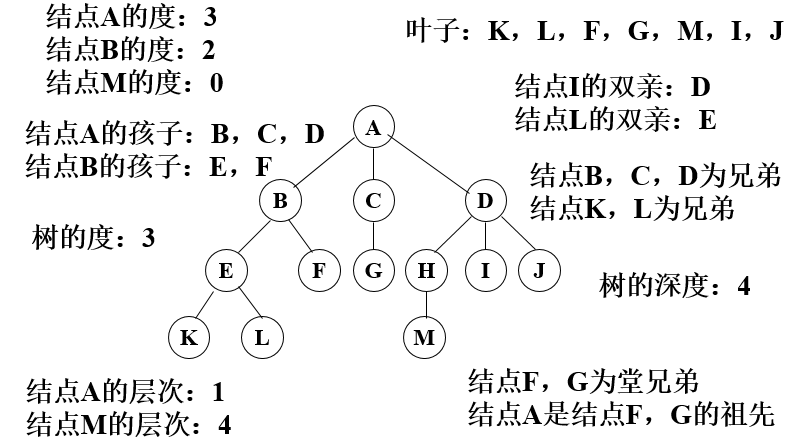 结点A的度：3
结点B的度：2
结点M的度：0
叶子：K，L，F，G，M，I，J
结点I的双亲：D
结点L的双亲：E
结点A的孩子：B，C，D
结点B的孩子：E，F
结点B，C，D为兄弟
结点K，L为兄弟
树的度：3
树的深度：4
A
B C D
E F G H I J
K L M
结点A的层次：1
结点M的层次：4
结点F，G为堂兄弟
结点A是结点F，G的祖先